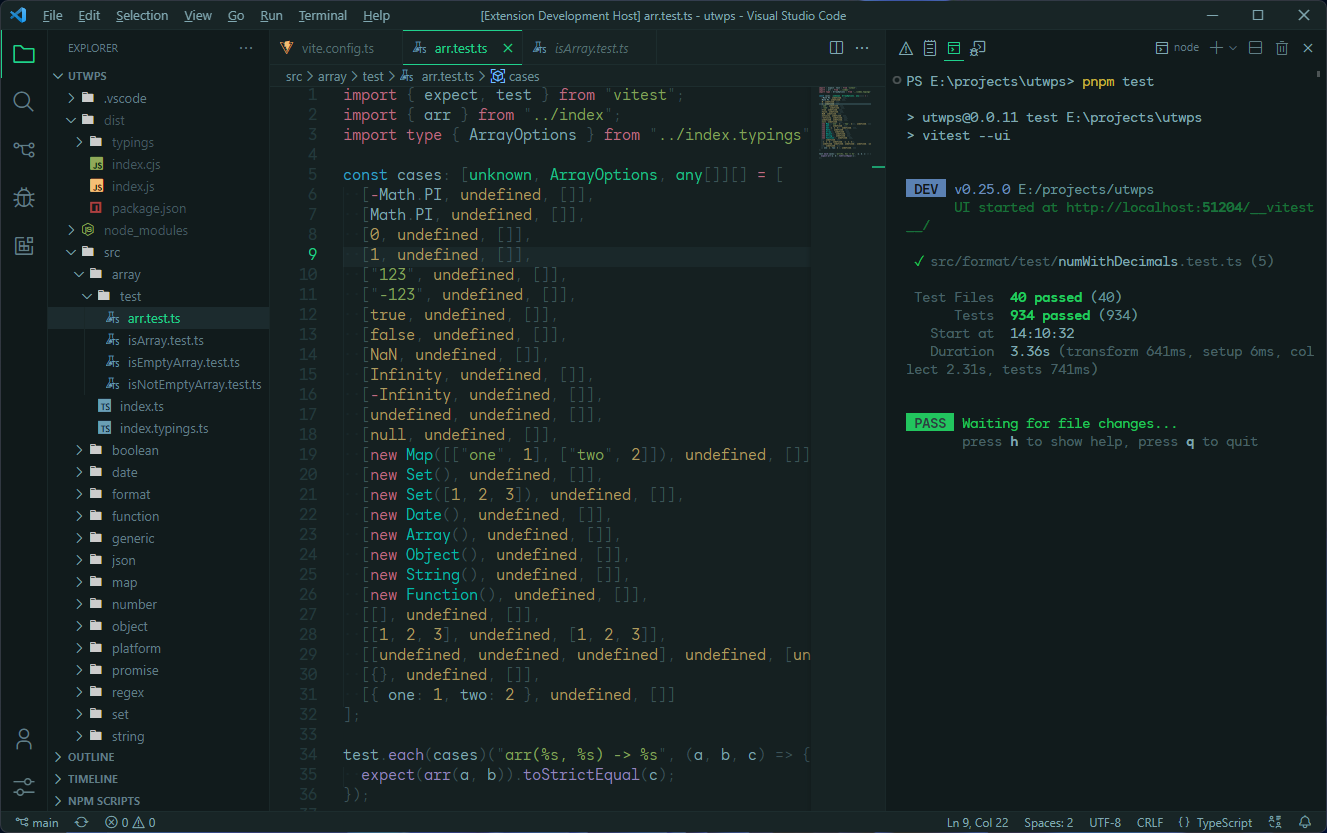 File Edit Selection View Go Run Terminal Help [Extension Development Host] arr.test.ts - utwps - Visual Studio Code
EXPLORER
UTWPS
.vscode
dist
typings
index.cjs
index.js
package.json
node_modules
src
array
test
arr.test.ts
isArray.test.ts
isEmptyArray.test.ts
isNotEmptyArray.test.ts
index.ts
index.typings.ts
boolean
date
format
function
generic
json
map
number
object
platform
promise
regex
set
string
OUTLINE
TIMELINE
NPM SCRIPTS
vite.config.ts arr.test.ts isArray.test.ts
src > array > test > arr.test.ts > cases
1 import { expect, test } from "vitest";
2 import { arr } from "../index";
3 import type { ArrayOptions } from "../index.typings"
4
5 const cases: [unknown, ArrayOptions, any[]][] = [
6 [-Math.PI, undefined, []],
7 [Math.PI, undefined, []],
8 [0, undefined, []],
9 [1, undefined, []],
10 ["123", undefined, []],
11 ["-123", undefined, []],
12 [true, undefined, []],
13 [false, undefined, []],
14 [NaN, undefined, []],
15 [Infinity, undefined, []],
16 [-Infinity, undefined, []],
17 [undefined, undefined, []],
18 [null, undefined, []],
19 [new Map([["one", 1], ["two", 2]]), undefined, []]
20 [new Set(), undefined, []],
21 [new Set([1, 2, 3]), undefined, []],
22 [new Date(), undefined, []],
23 [new Array(), undefined, []],
24 [new Object(), undefined, []],
25 [new String(), undefined, []],
26 [new Function(), undefined, []],
27 [[], undefined, []],
28 [[1, 2, 3], undefined, [1, 2, 3]],
29 [[undefined, undefined, undefined], undefined, [un
30 [{}, undefined, []],
31 [{ one: 1, two: 2 }, undefined, []]
32 ];
33
34 test.each(cases)("arr(%s, %s) -> %s", (a, b, c) => {
35 expect(arr(a, b)).toStrictEqual(c);
36 });
node
PS E:\projects\utwps> pnpm test
> utwps@0.0.11 test E:\projects\utwps
> vitest --ui
DEV v0.25.0 E:/projects/utwps
UI started at http://localhost:51204/__vitest
__/
✓ src/format/test/numWithDecimals.test.ts (5)
Test Files 40 passed (40)
Tests 934 passed (934)
Start at 14:10:32
Duration 3.36s (transform 641ms, setup 6ms, col
lect 2.31s, tests 741ms)
PASS Waiting for file changes...
press h to show help, press q to quit
main 0 0 Ln 9, Col 22 Spaces: 2 UTF-8 CRLF { } TypeScript